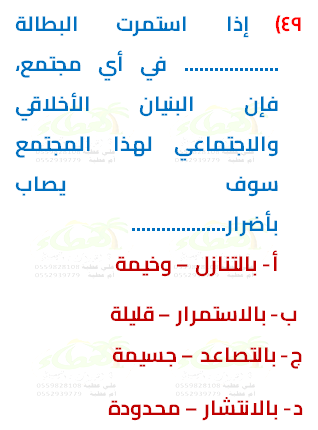 ٤٩) إذا استمرت البطالة
................... في أي مجتمع،
فإن البنيان الأخلاقي
والاجتماعي لهذا المجتمع
سوف يصاب
بأضرار...................
أ- بالتنازل – وخيمة
ب- بالاستمرار – قليلة
ج- بالتصاعد – جسيمة
د- بالانتشار – محدودة